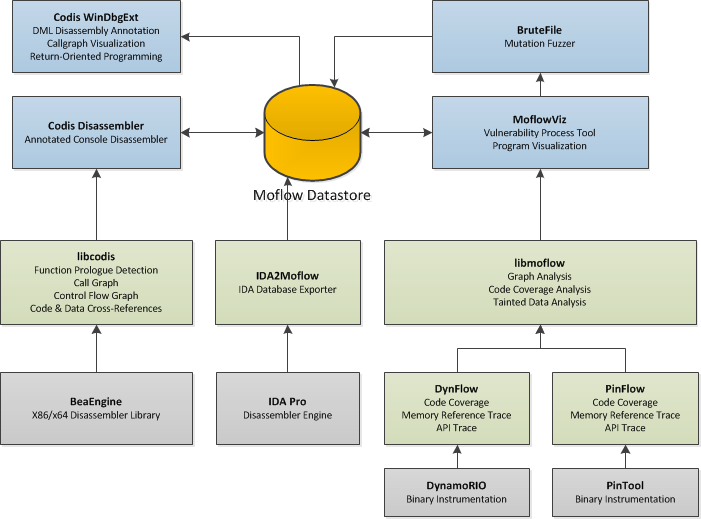 Codis WinDbgExt
DML Disassembly Annotation
Callgraph Visualization
Return-Oriented Programming
BruteFile
Mutation Fuzzer
Codis Disassembler
Annotated Console Disassembler
MoflowViz
Vulnerability Process Tool
Program Visualization
Moflow Datastore
libcodis
Function Prologue Detection
Call Graph
Control Flow Graph
Code & Data Cross-References
IDA2Moflow
IDA Database Exporter
libmoflow
Graph Analysis
Code Coverage Analysis
Tainted Data Analysis
BeaEngine
X86/x64 Disassembler Library
IDA Pro
Disassembler Engine
DynFlow
Code Coverage
Memory Reference Trace
API Trace
PinFlow
Code Coverage
Memory Reference Trace
API Trace
DynamoRIO
Binary Instrumentation
PinTool
Binary Instrumentation